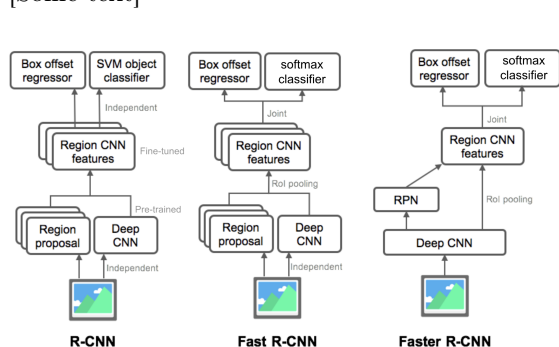 [Some text]
Box offset
regressor
SVM object
classifier
Independent
Region CNN
features
Fine-tuned
Pre-trained
Region
proposal
Deep
CNN
Independent
R-CNN
Box offset
regressor
softmax
classifier
Joint
Region CNN
features
RoI pooling
Region
proposal
Deep
CNN
Independent
Fast R-CNN
Box offset
regressor
softmax
classifier
Joint
Region CNN
features
RPN
RoI pooling
Deep CNN
Faster R-CNN